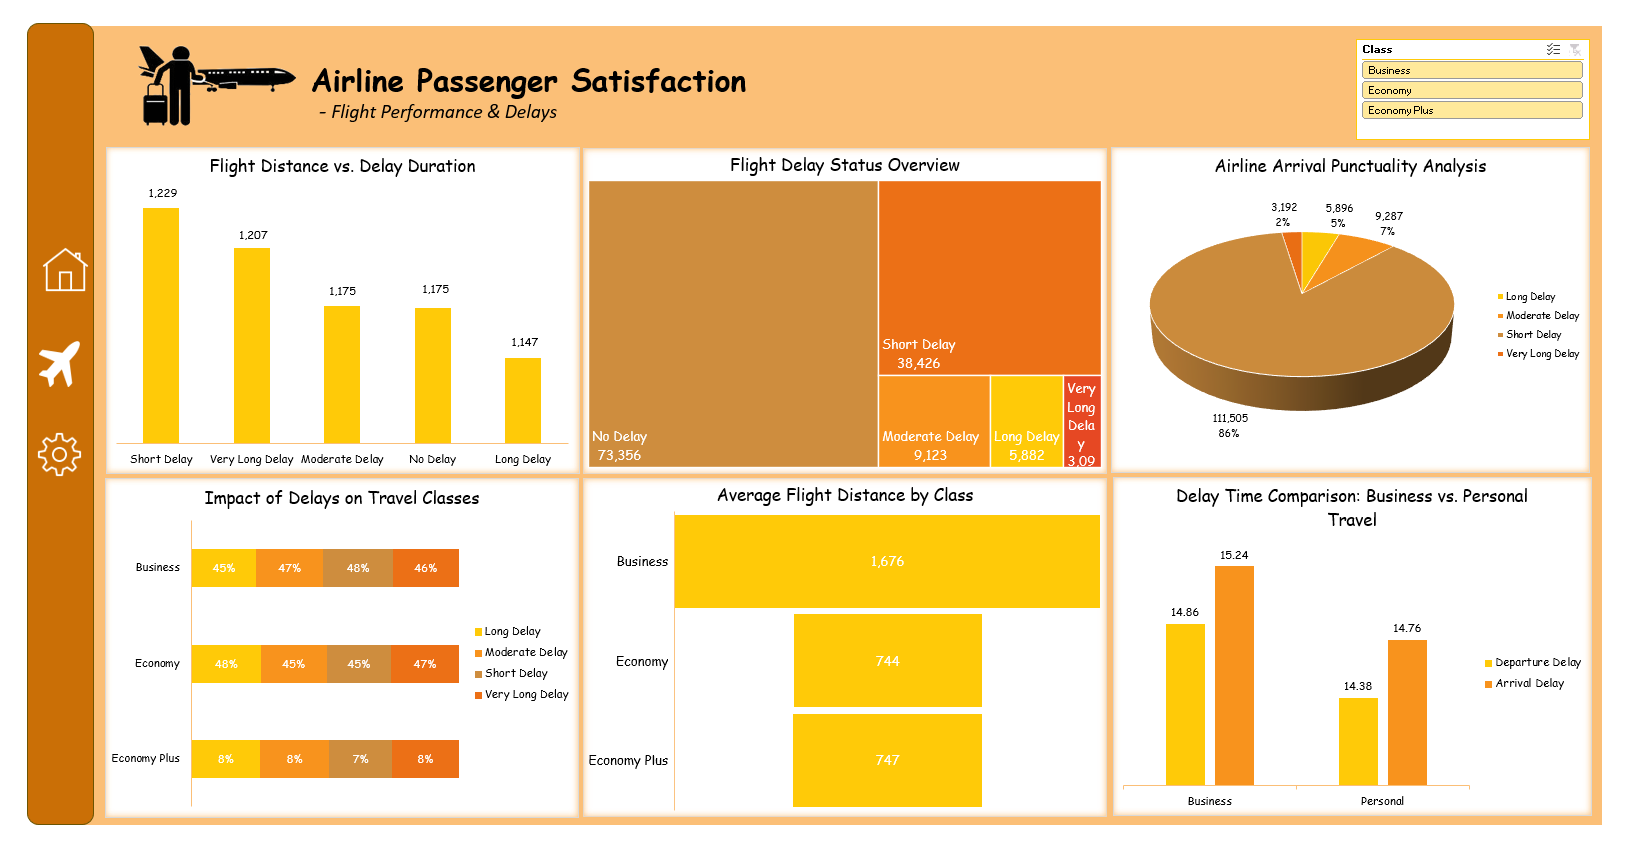 Airline Passenger Satisfaction
- Flight Performance & Delays
Class
Business
Economy
Economy Plus
Flight Distance vs. Delay Duration
1,229
1,207
1,175
1,175
1,147
Short Delay
Very Long Delay
Moderate Delay
No Delay
Long Delay
Flight Delay Status Overview
No Delay
73,356
Short Delay
38,426
Moderate Delay
9,123
Long Delay
5,882
Very
Long
Dela
y
3,09
Airline Arrival Punctuality Analysis
3,192
2%
5,896
5%
9,287
7%
111,505
86%
Long Delay
Moderate Delay
Short Delay
Very Long Delay
Impact of Delays on Travel Classes
Business
45%
47%
48%
46%
Economy
48%
45%
45%
47%
Economy Plus
8%
8%
7%
8%
Long Delay
Moderate Delay
Short Delay
Very Long Delay
Average Flight Distance by Class
Business
1,676
Economy
744
Economy Plus
747
Delay Time Comparison: Business vs. Personal
Travel
14.86
15.24
14.38
14.76
Business
Personal
Departure Delay
Arrival Delay